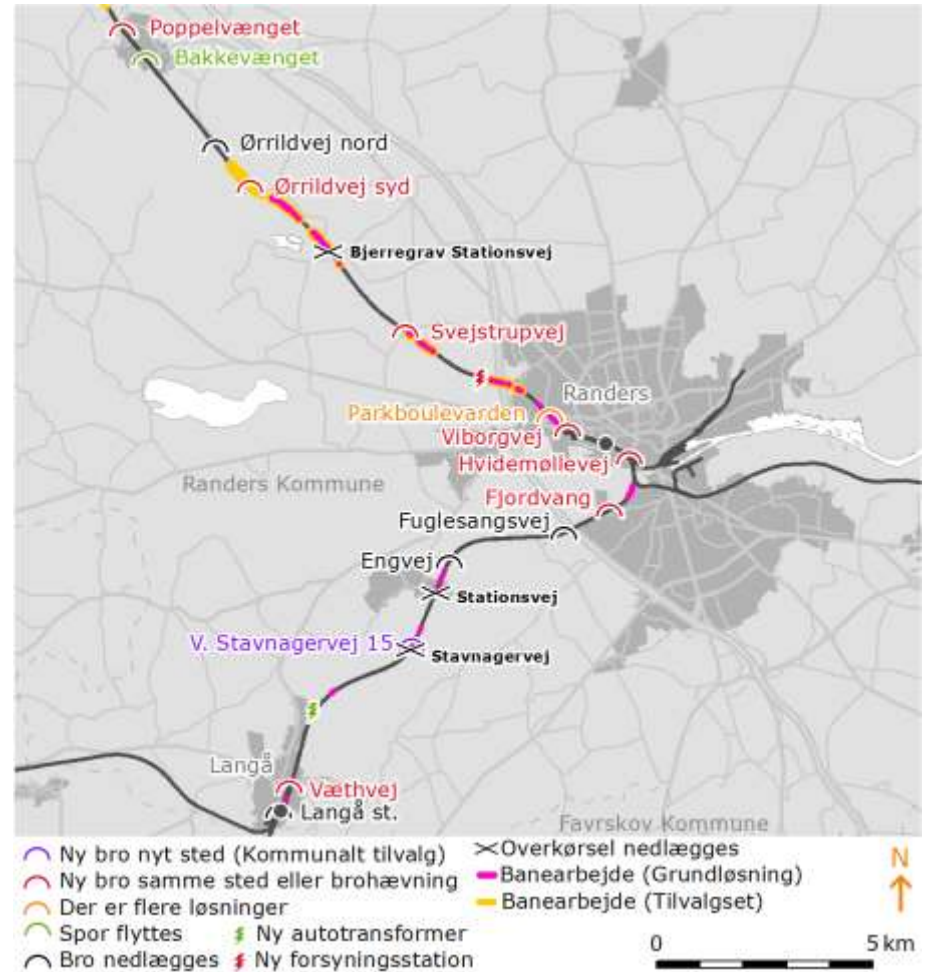 Poppelvænget
Bakkevænget
Ørrildvej nord
Ørrildvej syd
Bjerregrav Stationsvej
Svejstrupvej
Randers
Parkboulevarden
Viborgvej
Hvidemøllevej
Randers Kommune
Fjordvang
Fuglesangsvej
Engvej
Stationsvej
V. Stavnagervej 15
Stavnagervej
Langå
Væthvej
Langå st.
Favrskov Kommune
Ny bro nyt sted (Kommunalt tilvalg)
Ny bro samme sted eller brohævning
Der er flere løsninger
Spor flyttes
Ny autotransformer
Bro nedlægges
Ny forsyningsstation
Overkørsel nedlægges
Banearbejde (Grundløsning)
Banearbejde (Tilvalgset)
N
0 5 km